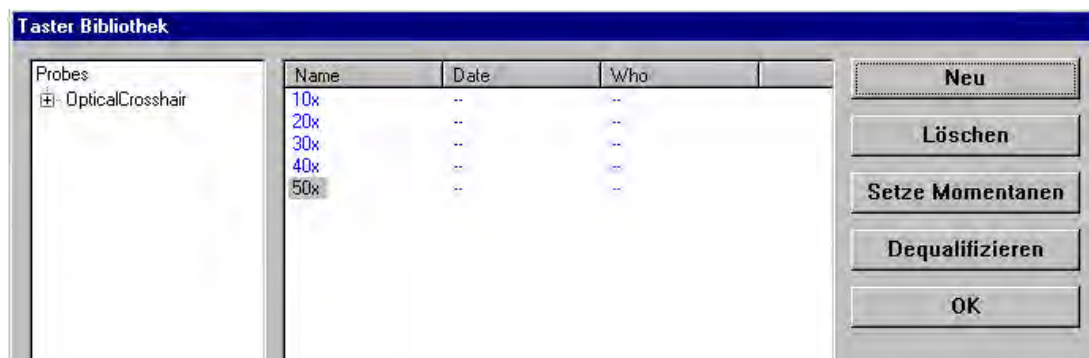 Taster Bibliothek
Probes
OpticalCrosshair
Name Date Who
10x -- --
20x -- --
30x -- --
40x -- --
50x -- --
Neu
Löschen
Setze Momentanen
Dequalifizieren
OK